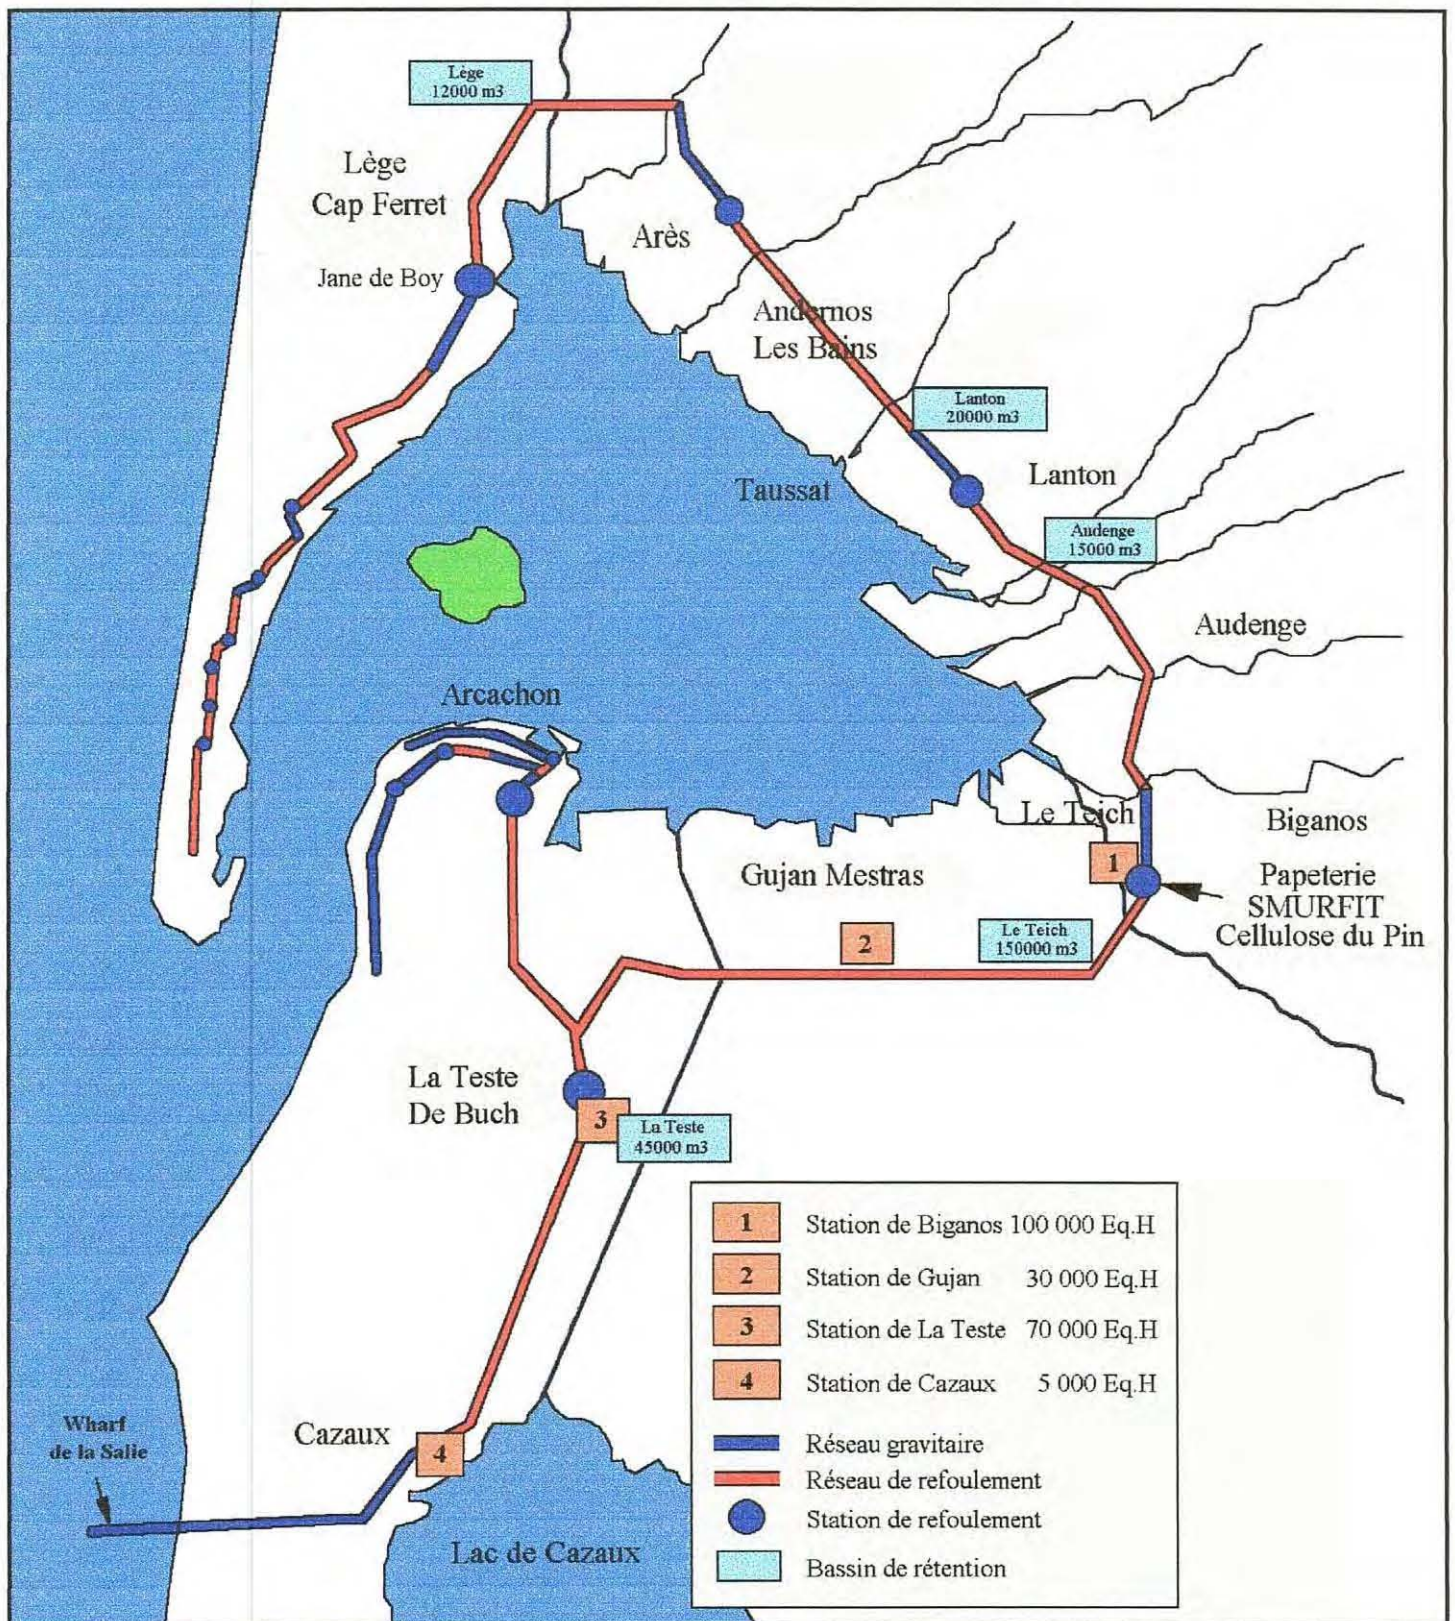 Lège
12000 m3
Lège
Cap Ferret
Arès
Jane de Boy
Andernos
Les Bains
Lanton
20000 m3
Taussat
Lanton
Audenge
15000 m3
Audenge
Arcachon
Le Teich
Biganos
1
Gujan Mestras
Papeterie
SMURFIT
Cellulose du Pin
2
Le Teich
150000 m3
La Teste
De Buch
3
La Teste
45000 m3
1 Station de Biganos 100 000 Eq.H
2 Station de Gujan 30 000 Eq.H
3 Station de La Teste 70 000 Eq.H
4 Station de Cazaux 5 000 Eq.H
Wharf
de la Salie
Cazaux
4
Réseau gravitaire
Réseau de refoulement
Station de refoulement
Lac de Cazaux
Bassin de rétention